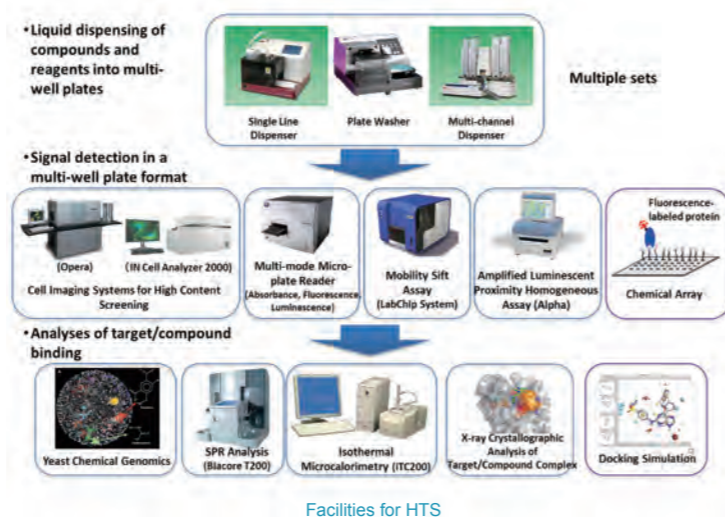 •Liquid dispensing of
compounds and
reagents into multi-
well plates
Multiple sets
Single Line
Dispenser
Plate Washer
Multi-channel
Dispenser
•Signal detection in a
multi-well plate format
(Opera)
(IN Cell Analyzer 2000)
Cell Imaging Systems for High Content
Screening
Multi-mode Micro-
plate Reader
(Absorbance, Fluorescence,
Luminescence)
Mobility Sift
Assay
(LabChip System)
Amplified Luminescent
Proximity Homogeneous
Assay (Alpha)
Fluorescence-
labeled protein
Chemical Array
•Analyses of target/compound
binding
Yeast Chemical Genomics
SPR Analysis
(Biacore T200)
Isothermal
Microcalorimetry (iTC200)
X-ray Crystallographic
Analysis of
Target/Compound Complex
Docking Simulation
Facilities for HTS